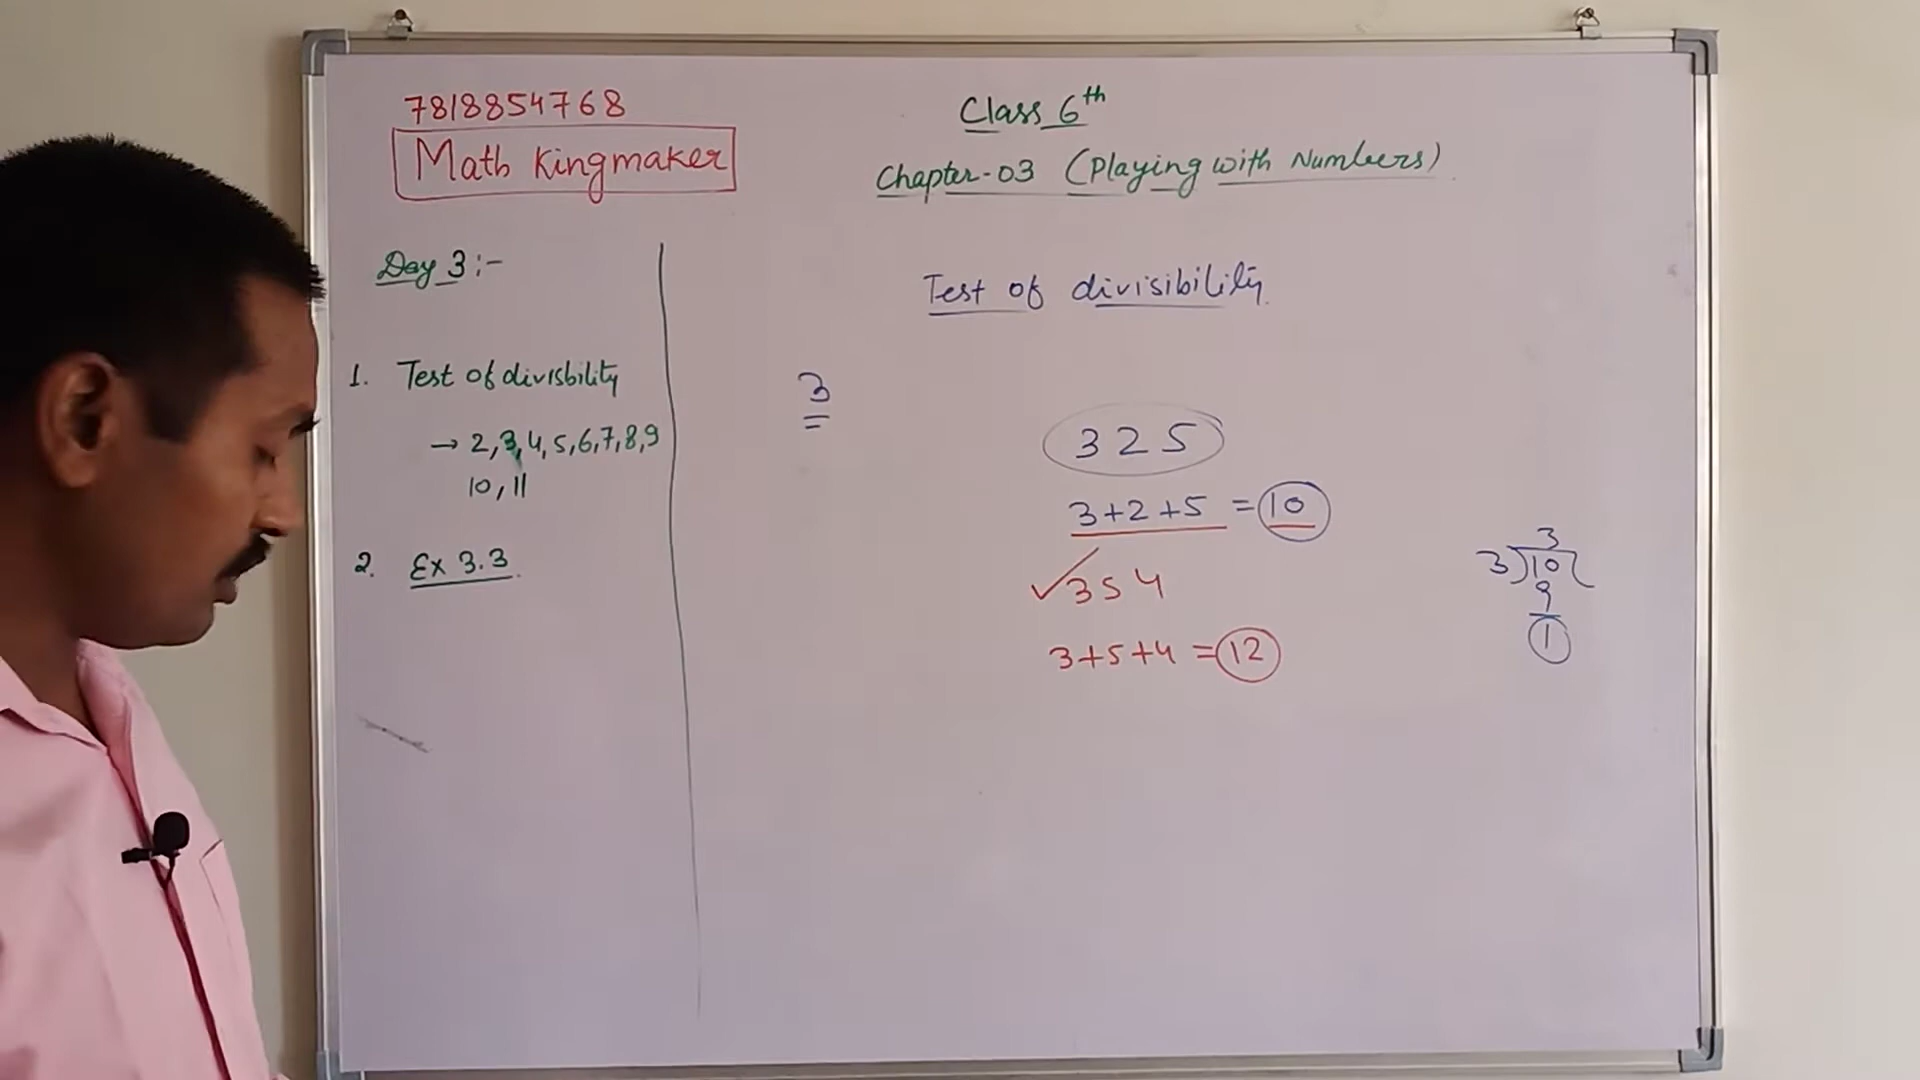 7818854768
Math Kingmaker
Class 6th
Chapter-03 (Playing with Numbers)
Day 3:-
1. Test of divisbility
→ 2,3,4,5,6,7,8,9
10,11
2. Ex 3.3
Test of divisibility
3
325
3+2+5 = 10
✓354
3+5+4 = 12
3
3)10(
9
1